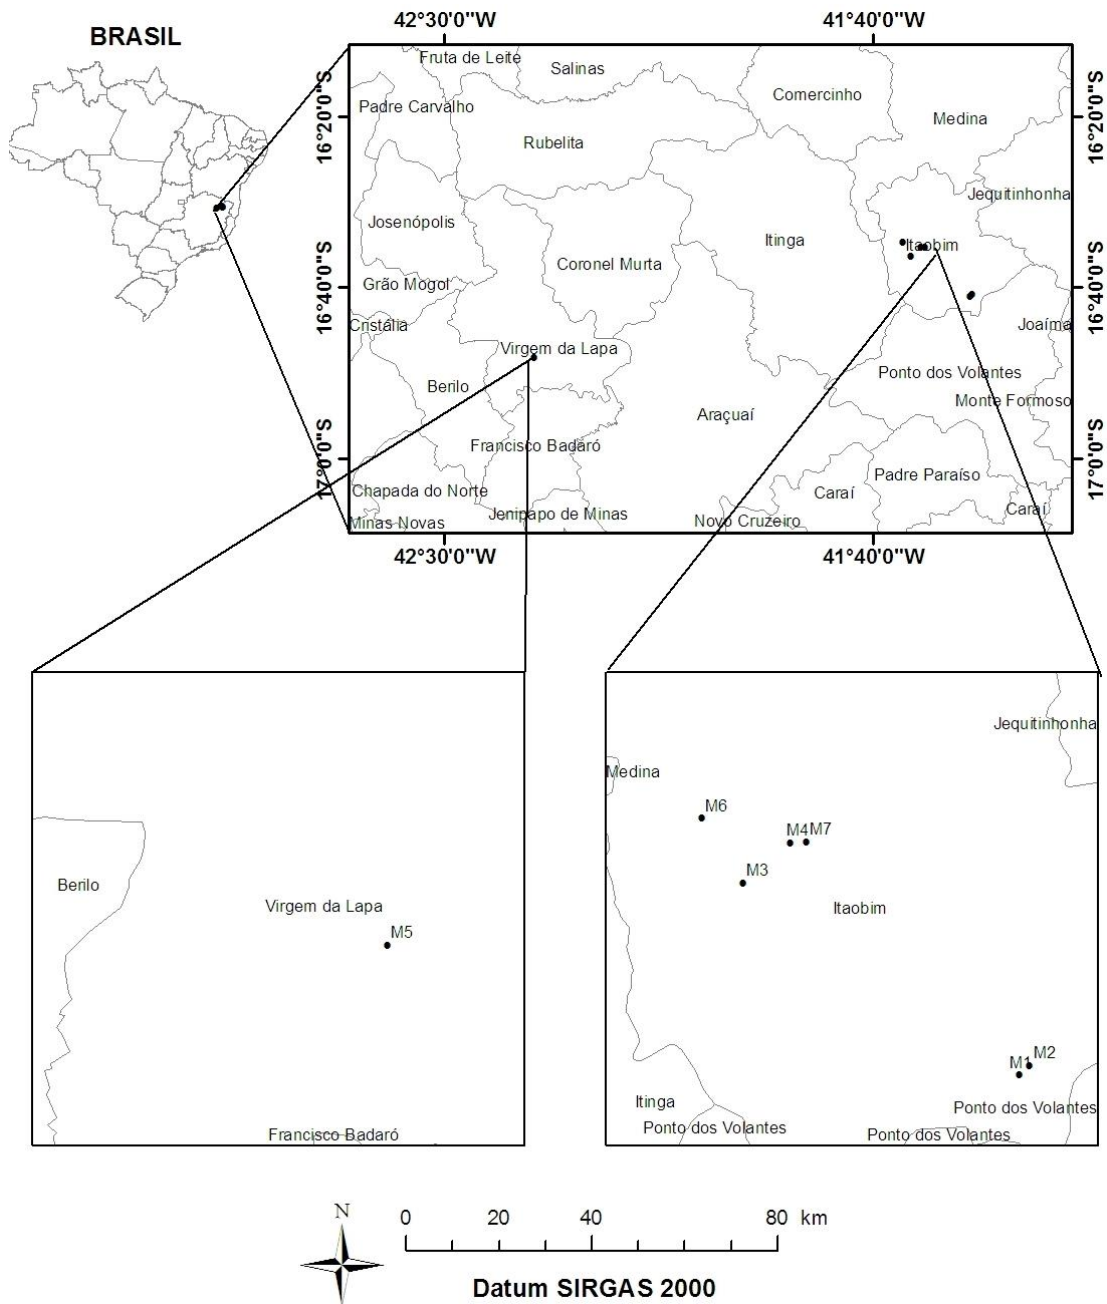 BRASIL
42°30'0"W
41°40'0"W
16°20'0"S
16°20'0"S
16°40'0"S
16°40'0"S
17°0'0"S
17°0'0"S
Fruta de Leite
Salinas
Comercinho
Padre Carvalho
Medina
Rubelita
Jequitinhonha
Josenópolis
Itinga
Itaobim
Coronel Murta
Grão Mogol
Cristália
Joaíma
Virgem da Lapa
Ponto dos Volantes
Berilo
Monte Formoso
Araçuaí
Francisco Badaró
Padre Paraíso
Chapada do Norte
Caraí
Caraí
Minas Novas
Jenipapo de Minas
Novo Cruzeiro
42°30'0"W
41°40'0"W
Berilo
Virgem da Lapa
M5
Francisco Badaró
Jequitinhonha
Medina
M6
M4
M7
M3
Itaobim
M2
M1
Itinga
Ponto dos Volantes
Ponto dos Volantes
Ponto dos Volantes
N
0 20 40 80 km
Datum SIRGAS 2000